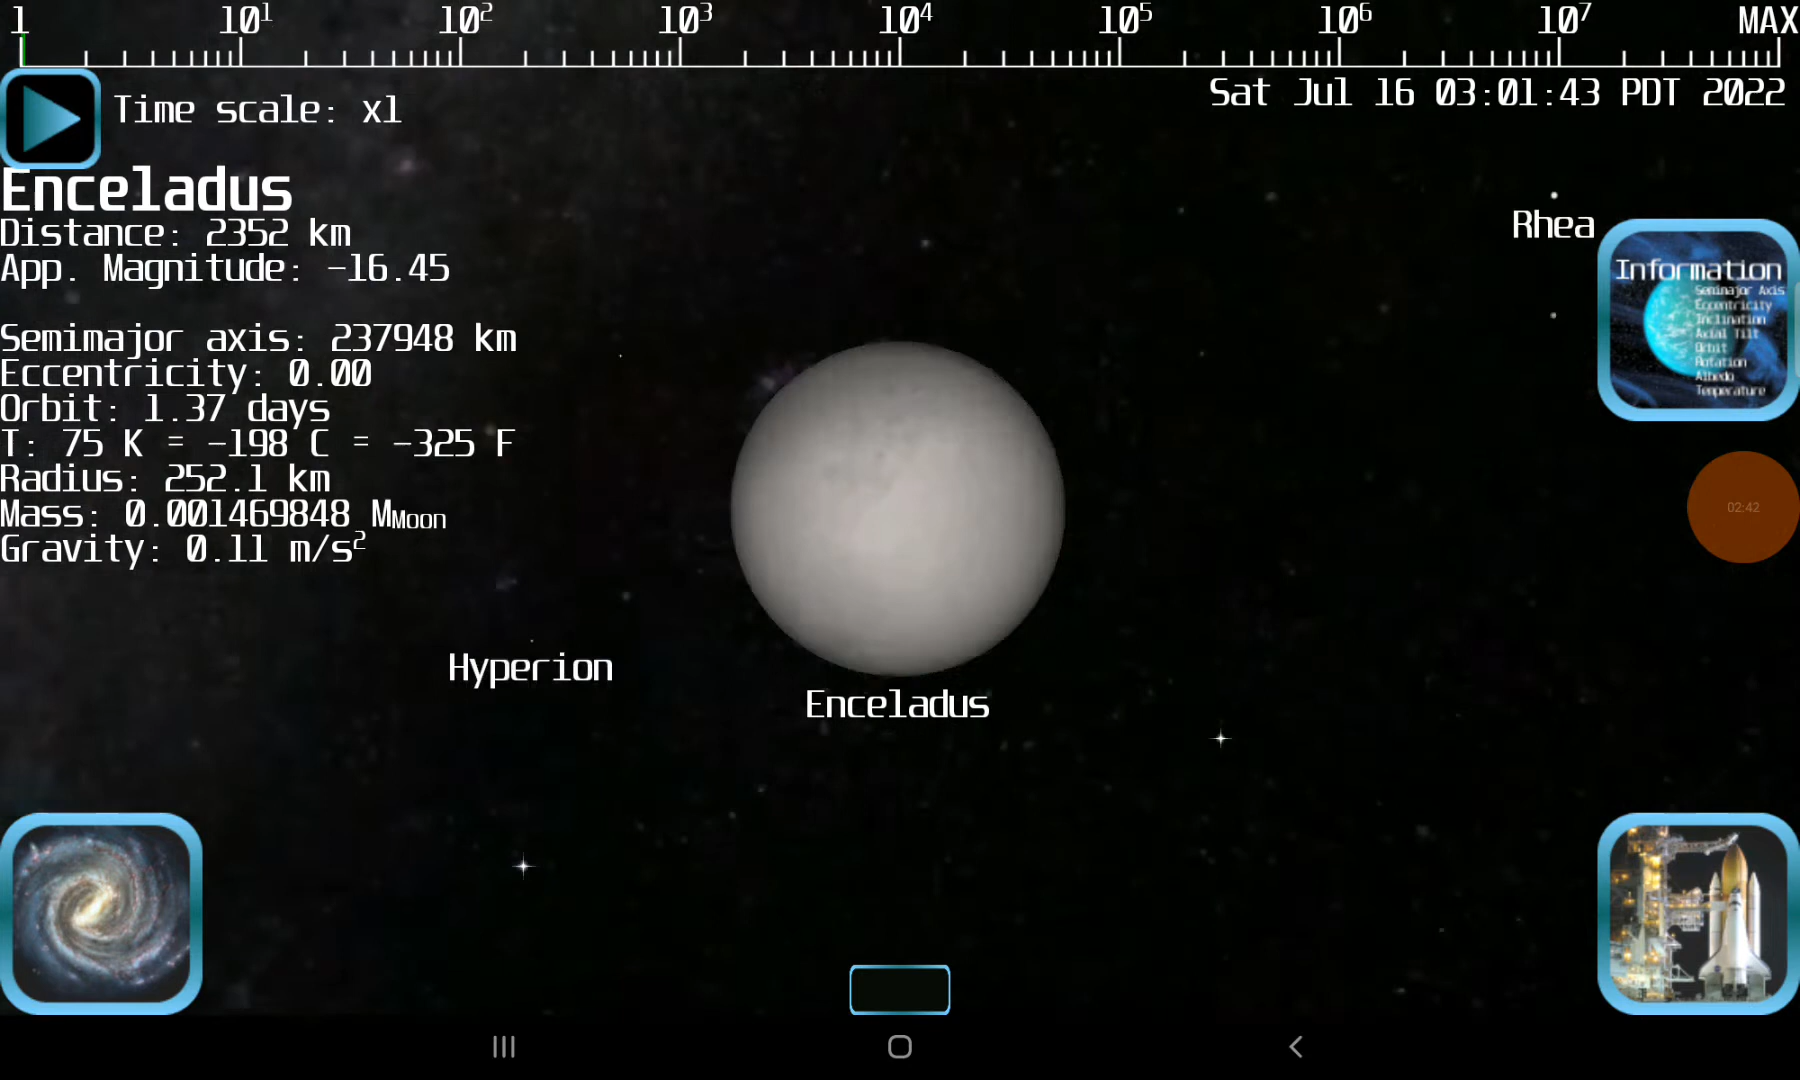 1 10¹ 10² 10³ 10⁴ 10⁵ 10⁶ 10⁷ MAX
Sat Jul 16 03:01:43 PDT 2022
Time scale: x1
Enceladus
Distance: 2352 km
App. Magnitude: -16.45
Semimajor axis: 237948 km
Eccentricity: 0.00
Orbit: 1.37 days
T: 75 K = -198 C = -325 F
Radius: 252.1 km
Mass: 0.001469848 MMoon
Gravity: 0.11 m/s²
Rhea
Information
Semimajor Axis
Eccentricity
Inclination
Axial Tilt
Orbit
Rotation
Albedo
Temperature
02:42
Hyperion
Enceladus